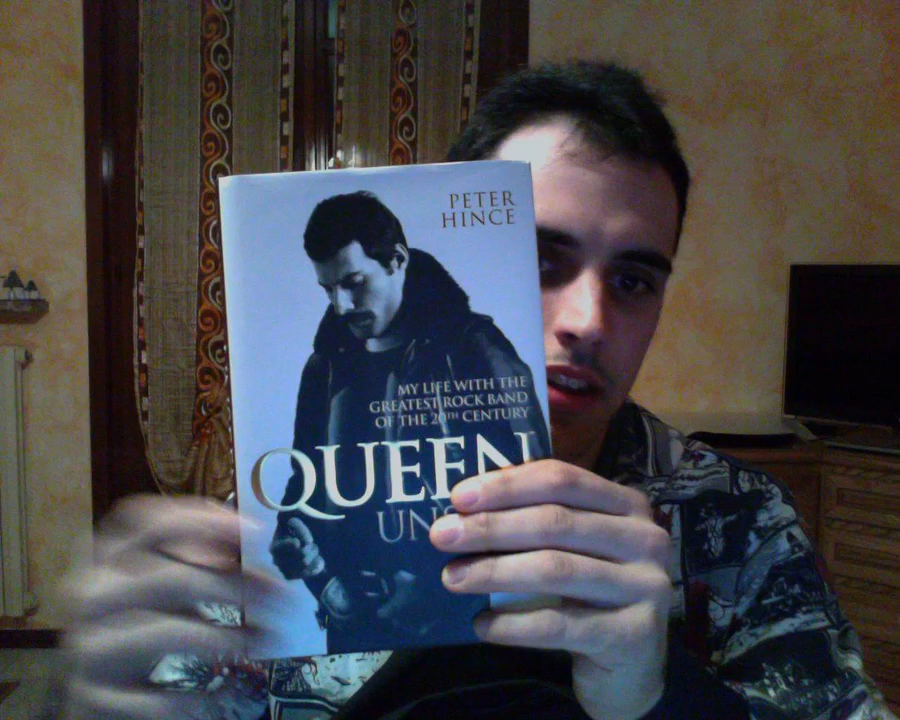 PETER
HINCE
MY LIFE WITH THE
GREATEST ROCK BAND
OF THE 20TH CENTURY
QUEEN